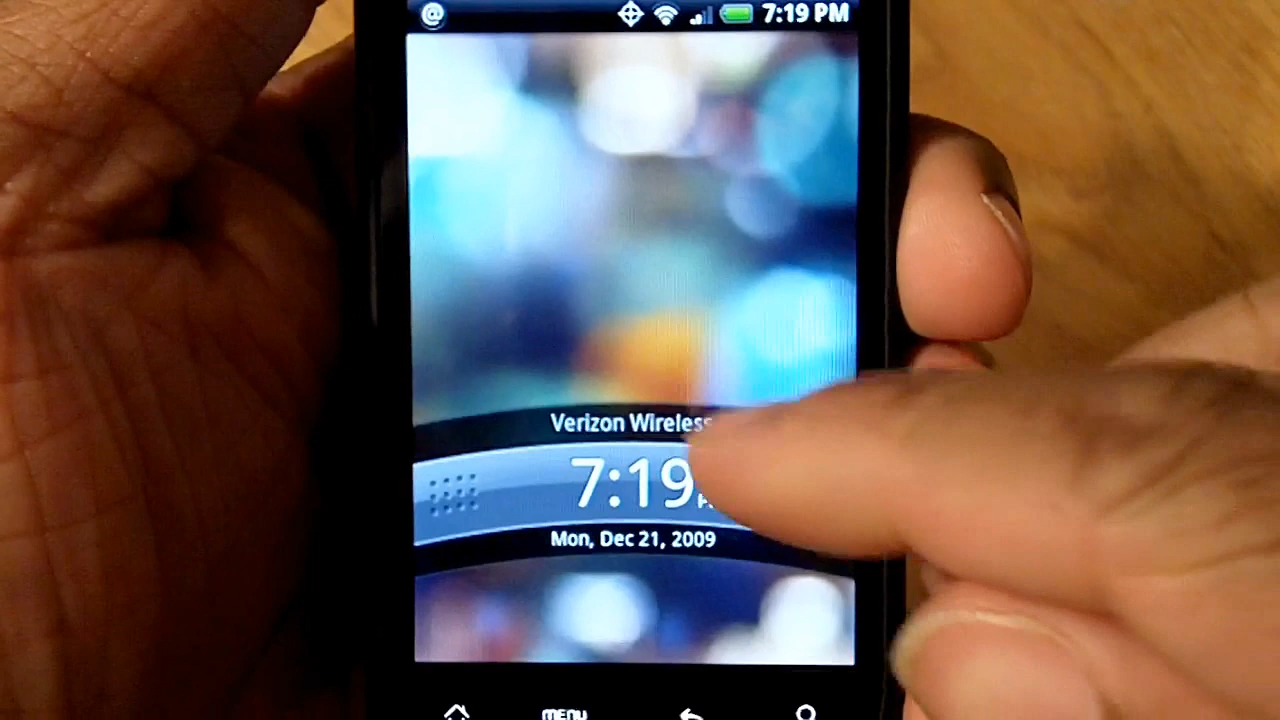 @ 7:19 PM
Verizon Wireless
7:19
Mon, Dec 21, 2009
MENU